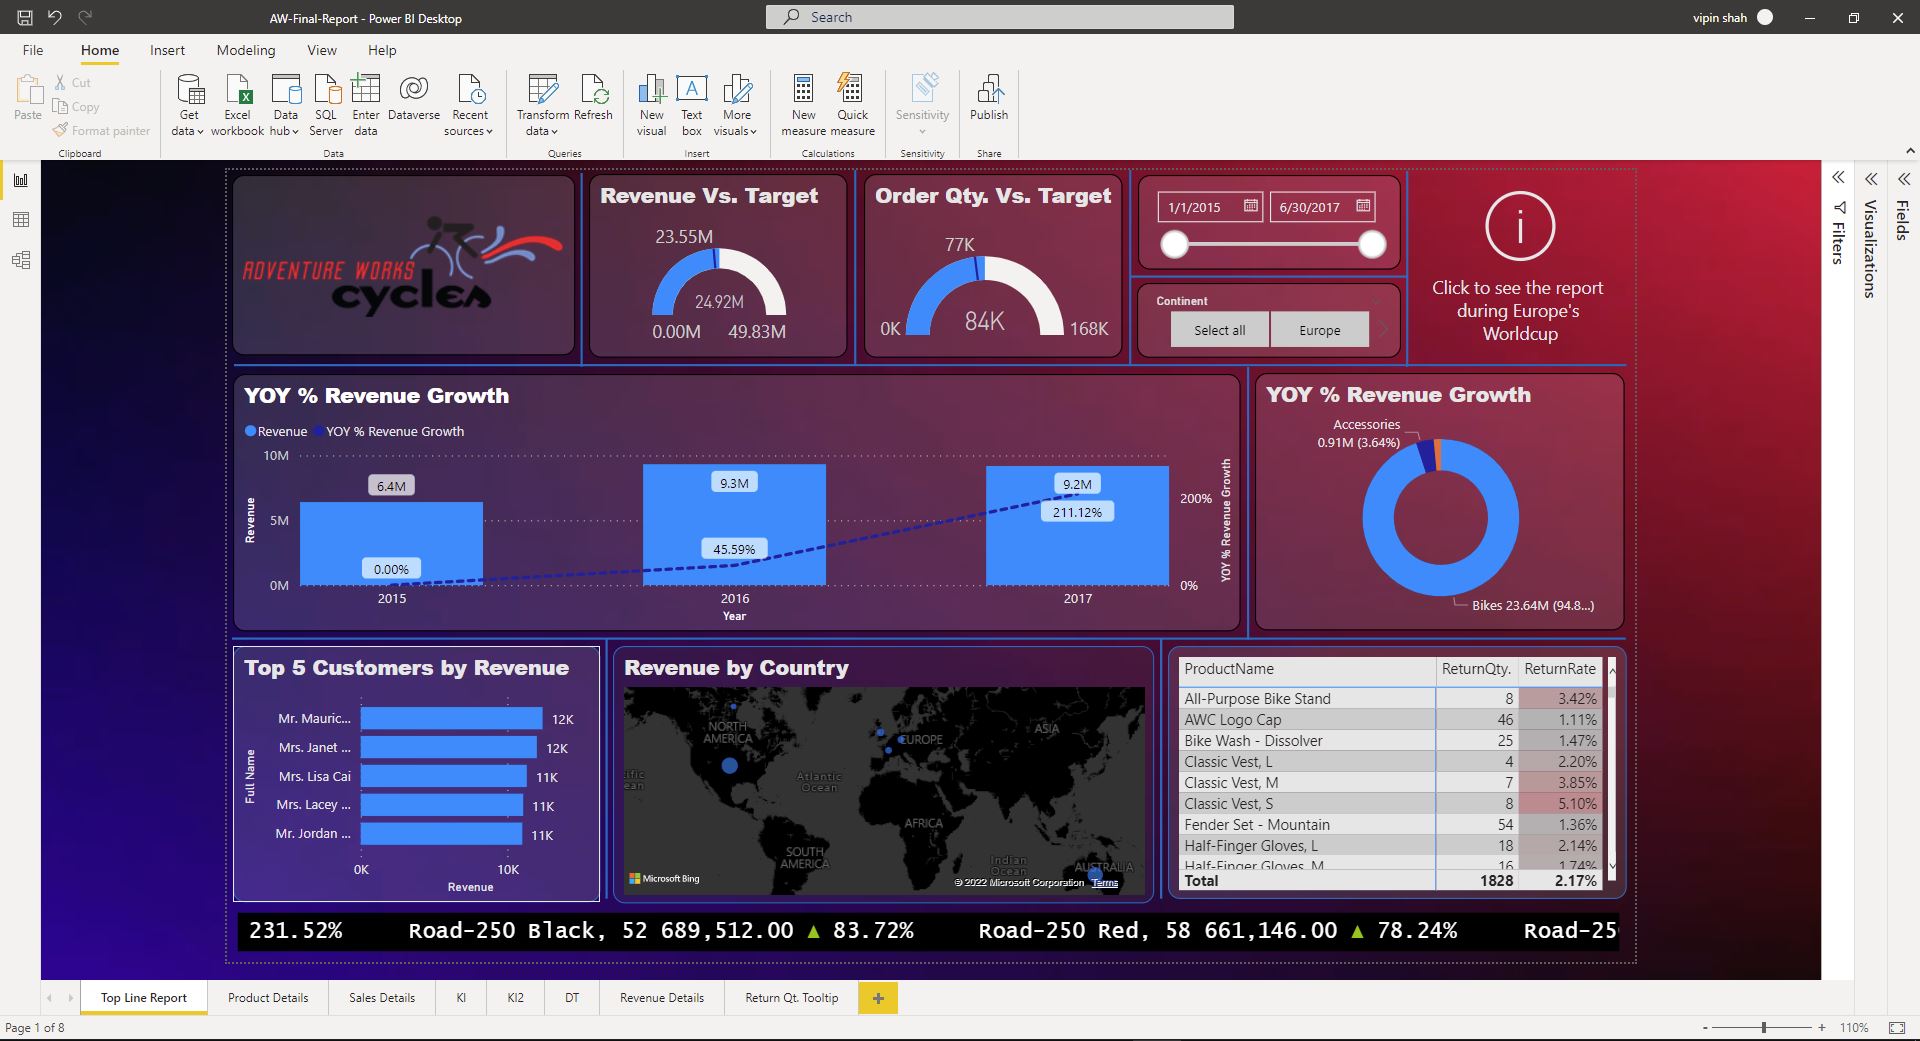 AW-Final-Report - Power BI Desktop
Search
vipin shah
File
Home
Insert
Modeling
View
Help
Paste
Cut
Copy
Format painter
Clipboard
Get data
Excel workbook
Data hub
SQL Server
Enter data
Dataverse
Recent sources
Data
Transform data
Refresh
Queries
New visual
Text box
More visuals
Insert
New measure
Quick measure
Calculations
Sensitivity
Sensitivity
Publish
Share
ADVENTURE WORKS
cycles
Revenue Vs. Target
23.55M
24.92M
0.00M
49.83M
Order Qty. Vs. Target
77K
84K
0K
168K
1/1/2015
6/30/2017
Continent
Select all
Europe
Click to see the report
during Europe's
Worldcup
Filters
Visualizations
Fields
YOY % Revenue Growth
Revenue
YOY % Revenue Growth
10M
5M
0M
Revenue
6.4M
9.3M
9.2M
0.00%
45.59%
211.12%
200%
0%
YOY % Revenue Growth
2015
2016
2017
Year
YOY % Revenue Growth
Accessories
0.91M (3.64%)
Bikes 23.64M (94.8...)
Top 5 Customers by Revenue
Full Name
Mr. Mauric... 12K
Mrs. Janet ... 12K
Mrs. Lisa Cai 11K
Mrs. Lacey ... 11K
Mr. Jordan ... 11K
0K
10K
Revenue
Revenue by Country
NORTH
AMERICA
EUROPE
ASIA
ific
ean
Atlantic
Ocean
AFRICA
SOUTH
AMERICA
Indian
Ocean
AUSTRALIA
Microsoft Bing
© 2022 Microsoft Corporation Terms
ProductName ReturnQty. ReturnRate
All-Purpose Bike Stand 8 3.42%
AWC Logo Cap 46 1.11%
Bike Wash - Dissolver 25 1.47%
Classic Vest, L 4 2.20%
Classic Vest, M 7 3.85%
Classic Vest, S 8 5.10%
Fender Set - Mountain 54 1.36%
Half-Finger Gloves, L 18 2.14%
Half-Finger Gloves, M 16 1.74%
Total 1828 2.17%
231.52% Road-250 Black, 52 689,512.00 ▲ 83.72% Road-250 Red, 58 661,146.00 ▲ 78.24% Road-25
Top Line Report
Product Details
Sales Details
KI
KI2
DT
Revenue Details
Return Qt. Tooltip
+
Page 1 of 8
- + 110%